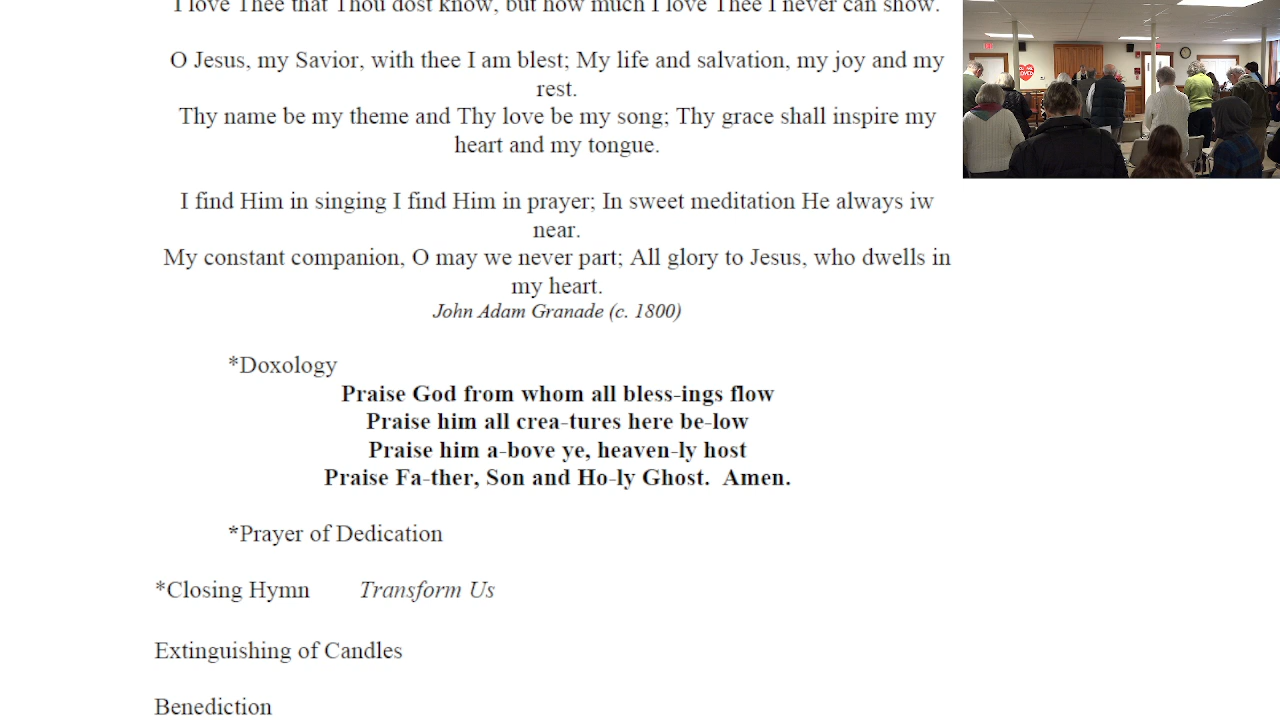 I love Thee that Thou dost know, but how much I love Thee I never can show.
O Jesus, my Savior, with thee I am blest; My life and salvation, my joy and my
rest.
Thy name be my theme and Thy love be my song; Thy grace shall inspire my
heart and my tongue.
I find Him in singing I find Him in prayer; In sweet meditation He always iw
near.
My constant companion, O may we never part; All glory to Jesus, who dwells in
my heart.
John Adam Granade (c. 1800)
*Doxology
Praise God from whom all bless-ings flow
Praise him all crea-tures here be-low
Praise him a-bove ye, heaven-ly host
Praise Fa-ther, Son and Ho-ly Ghost.  Amen.
*Prayer of Dedication
*Closing Hymn Transform Us
Extinguishing of Candles
Benediction